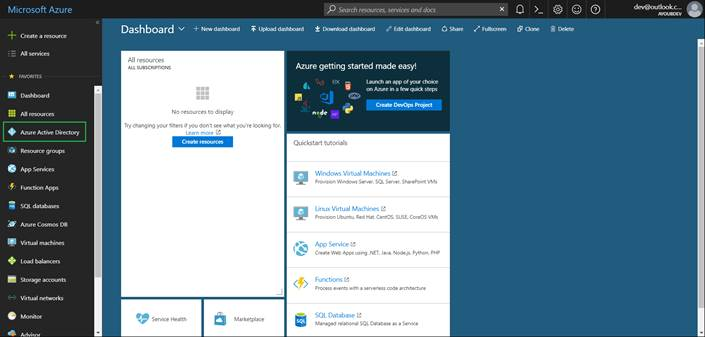 Microsoft Azure
Search resources, services and docs
dev@outlook.c...
AYOUBDEV
Create a resource
All services
FAVORITES
Dashboard
All resources
Azure Active Directory
Resource groups
App Services
Function Apps
SQL databases
Azure Cosmos DB
Virtual machines
Load balancers
Storage accounts
Virtual networks
Monitor
Advisor
Dashboard
New dashboard
Upload dashboard
Download dashboard
Edit dashboard
Share
Fullscreen
Clone
Delete
All resources
ALL SUBSCRIPTIONS
No resources to display
Try changing your filters if you don't see what you're looking for.
Learn more
Create resources
Service Health
Marketplace
Azure getting started made easy!
Launch an app of your choice
on Azure in a few quick steps
Create DevOps Project
node
Quickstart tutorials
Windows Virtual Machines
Provision Windows Server, SQL Server, SharePoint VMs
Linux Virtual Machines
Provision Ubuntu, Red Hat, CentOS, SUSE, CoreOS VMs
App Service
Create Web Apps using .NET, Java, Node.js, Python, PHP
Functions
Process events with a serverless code architecture
SQL Database
Managed relational SQL Database as a Service